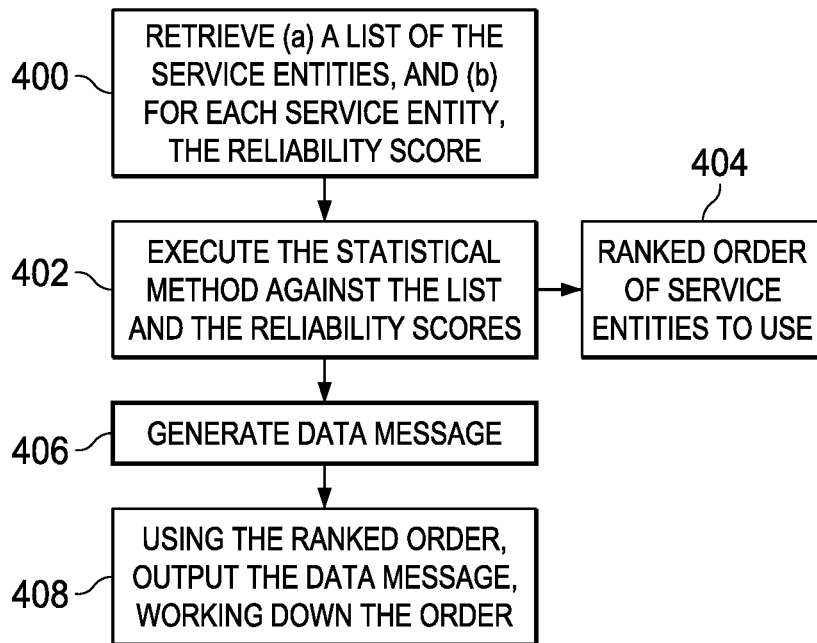 400
RETRIEVE (a) A LIST OF THE
SERVICE ENTITIES, AND (b)
FOR EACH SERVICE ENTITY,
THE RELIABILITY SCORE
402
EXECUTE THE STATISTICAL
METHOD AGAINST THE LIST
AND THE RELIABILITY SCORES
404
RANKED ORDER
OF SERVICE
ENTITIES TO USE
406
GENERATE DATA MESSAGE
408
USING THE RANKED ORDER,
OUTPUT THE DATA MESSAGE,
WORKING DOWN THE ORDER